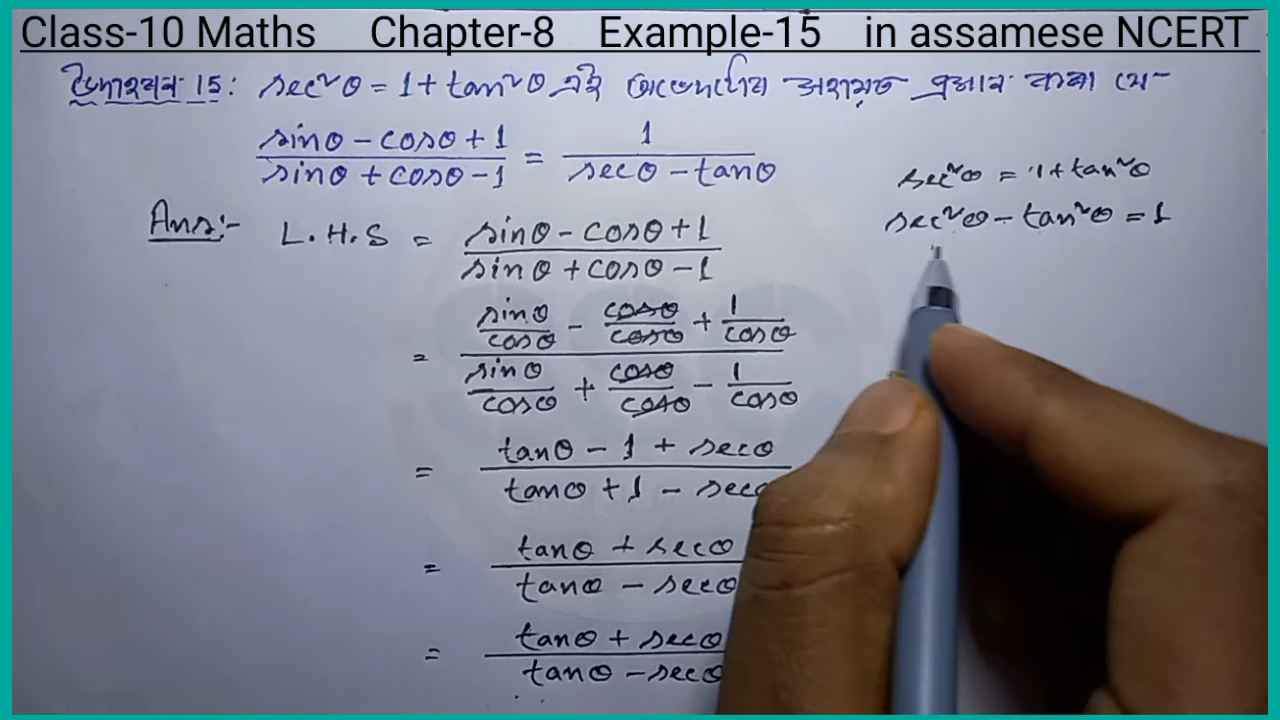 Class-10 Maths Chapter-8 Example-15 in assamese NCERT
উদাহৰণ 15: sec²θ = 1 + tan²θ এই অভেদটোৰ সহায়ত প্ৰমাণ কৰা যে-
(sinθ - cosθ + 1)/(sinθ + cosθ - 1) = 1/(secθ - tanθ)
sec²θ = 1 + tan²θ
sec²θ - tan²θ = 1
Ans:- L.H.S = (sinθ - cosθ + 1)/(sinθ + cosθ - 1)
= (sinθ/cosθ - cosθ/cosθ + 1/cosθ)/(sinθ/cosθ + cosθ/cosθ - 1/cosθ)
= (tanθ - 1 + secθ)/(tanθ + 1 - secθ)
= (tanθ + secθ)/(tanθ - secθ)
= (tanθ + secθ)/(tanθ - secθ)